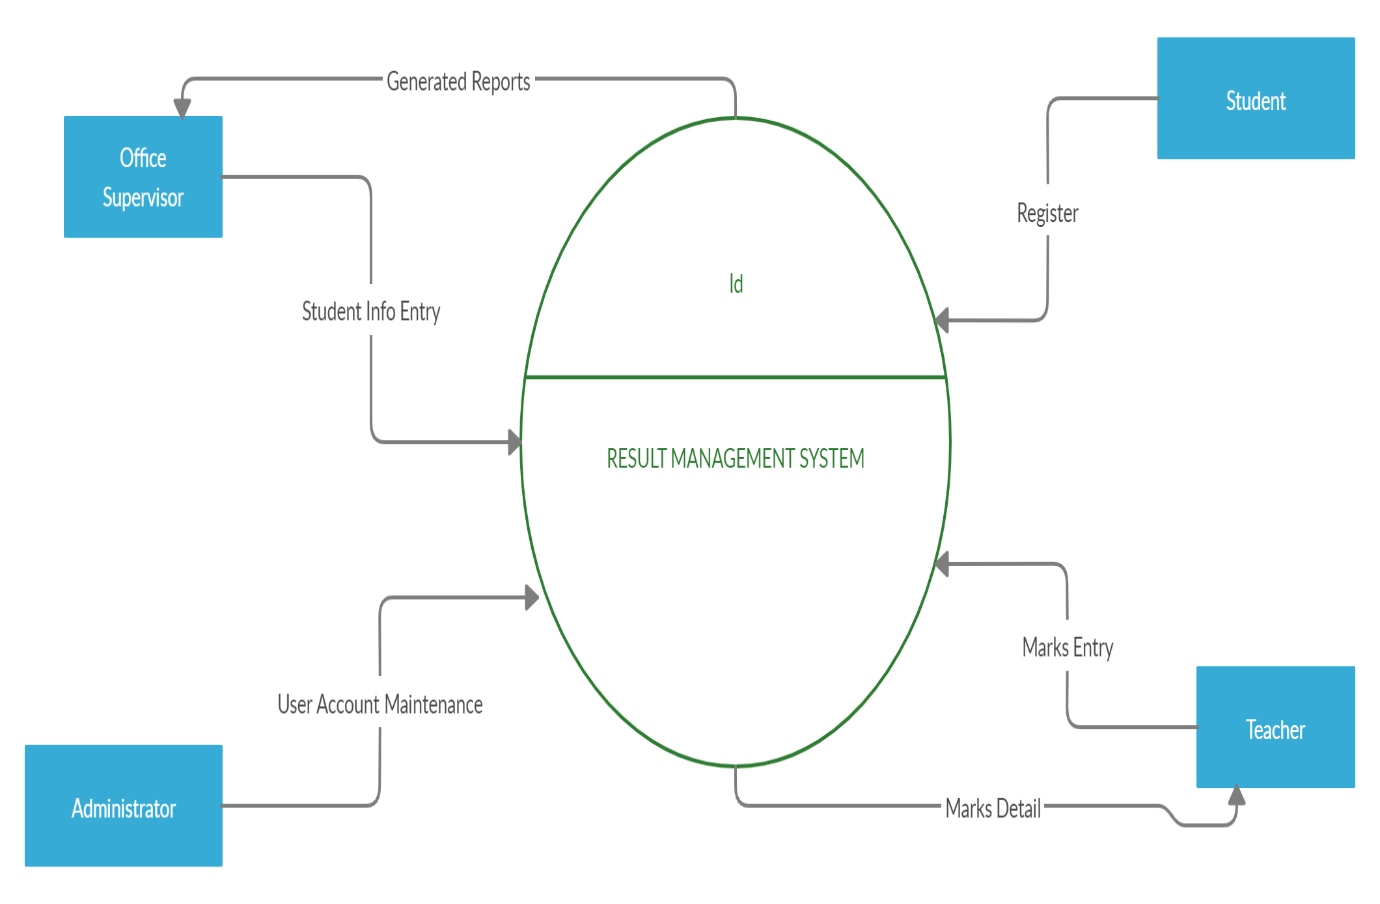 Generated Reports
Student
Office
Supervisor
Register
Id
Student Info Entry
RESULT MANAGEMENT SYSTEM
Marks Entry
User Account Maintenance
Teacher
Administrator
Marks Detail